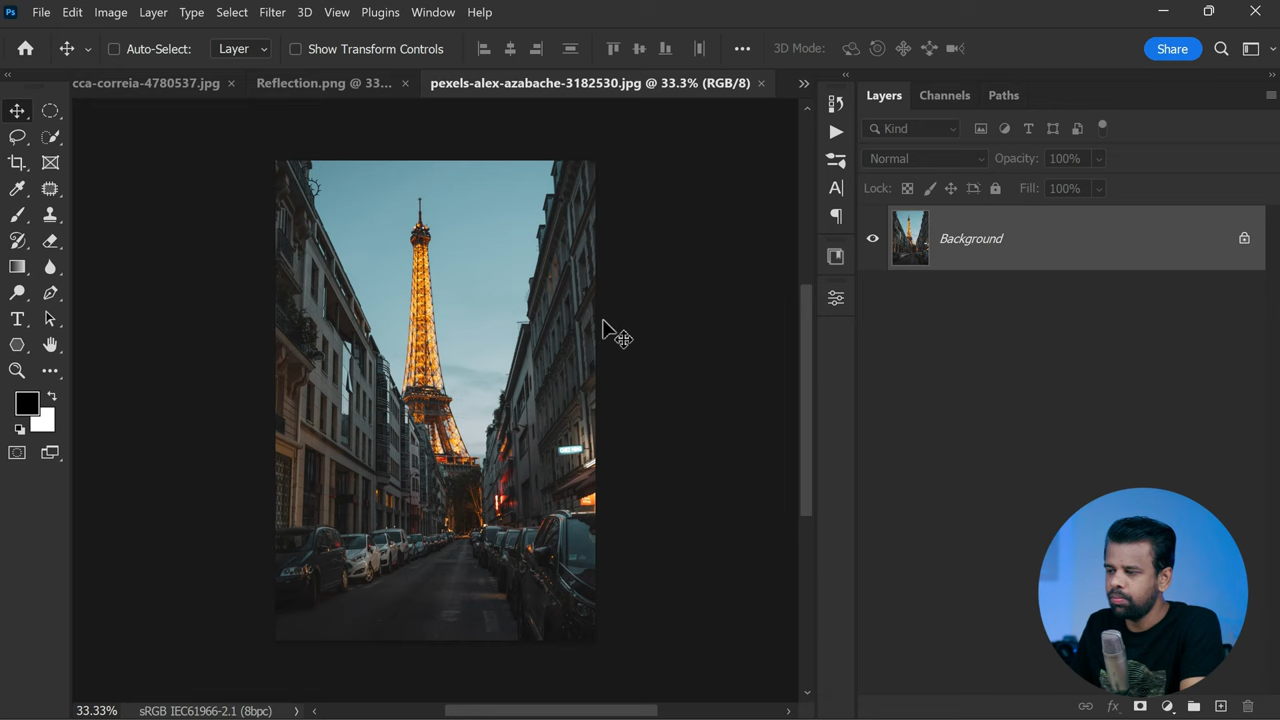 Ps File Edit Image Layer Type Select Filter 3D View Plugins Window Help
Auto-Select: Layer Show Transform Controls 3D Mode: Share
cca-correia-4780537.jpg Reflection.png @ 33... pexels-alex-azabache-3182530.jpg @ 33.3% (RGB/8)
Layers Channels Paths
Kind
Normal Opacity: 100%
Lock: Fill: 100%
Background
33.33% sRGB IEC61966-2.1 (8bpc)